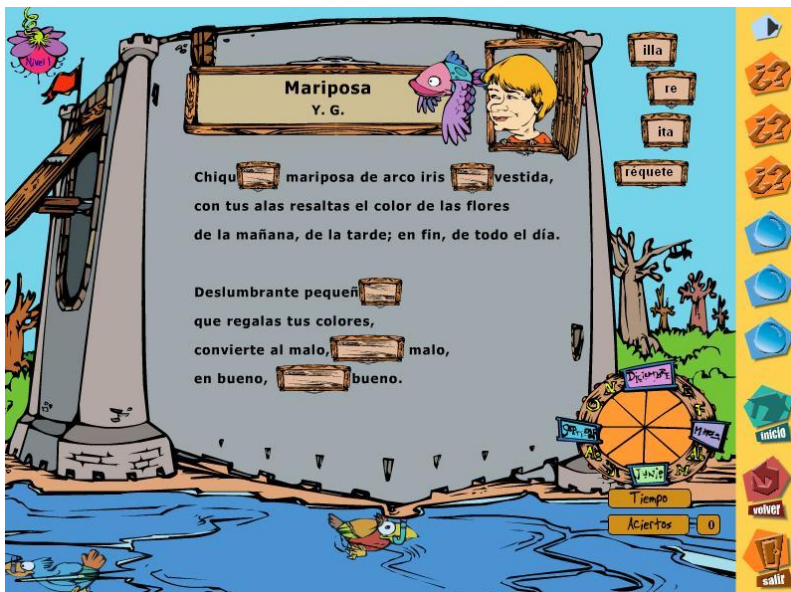 Nivel 1
Mariposa
Y. G.
Chiqu mariposa de arco iris vestida,
con tus alas resaltas el color de las flores
de la mañana, de la tarde; en fin, de todo el día.
Deslumbrante pequeñ
que regalas tus colores,
convierte al malo, malo,
en bueno, bueno.
illa
re
ita
réquete
¿?
¿?
¿?
Diciembre
Junio
Tiempo
Aciertos 0
inicio
volver
salir